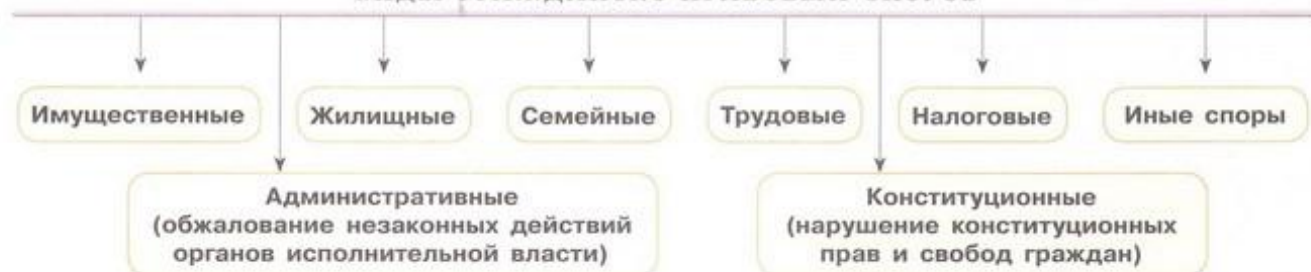 Имущественные
Жилищные
Семейные
Трудовые
Налоговые
Иные споры
Административные
(обжалование незаконных действий
органов исполнительной власти)
Конституционные
(нарушение конституционных
прав и свобод граждан)